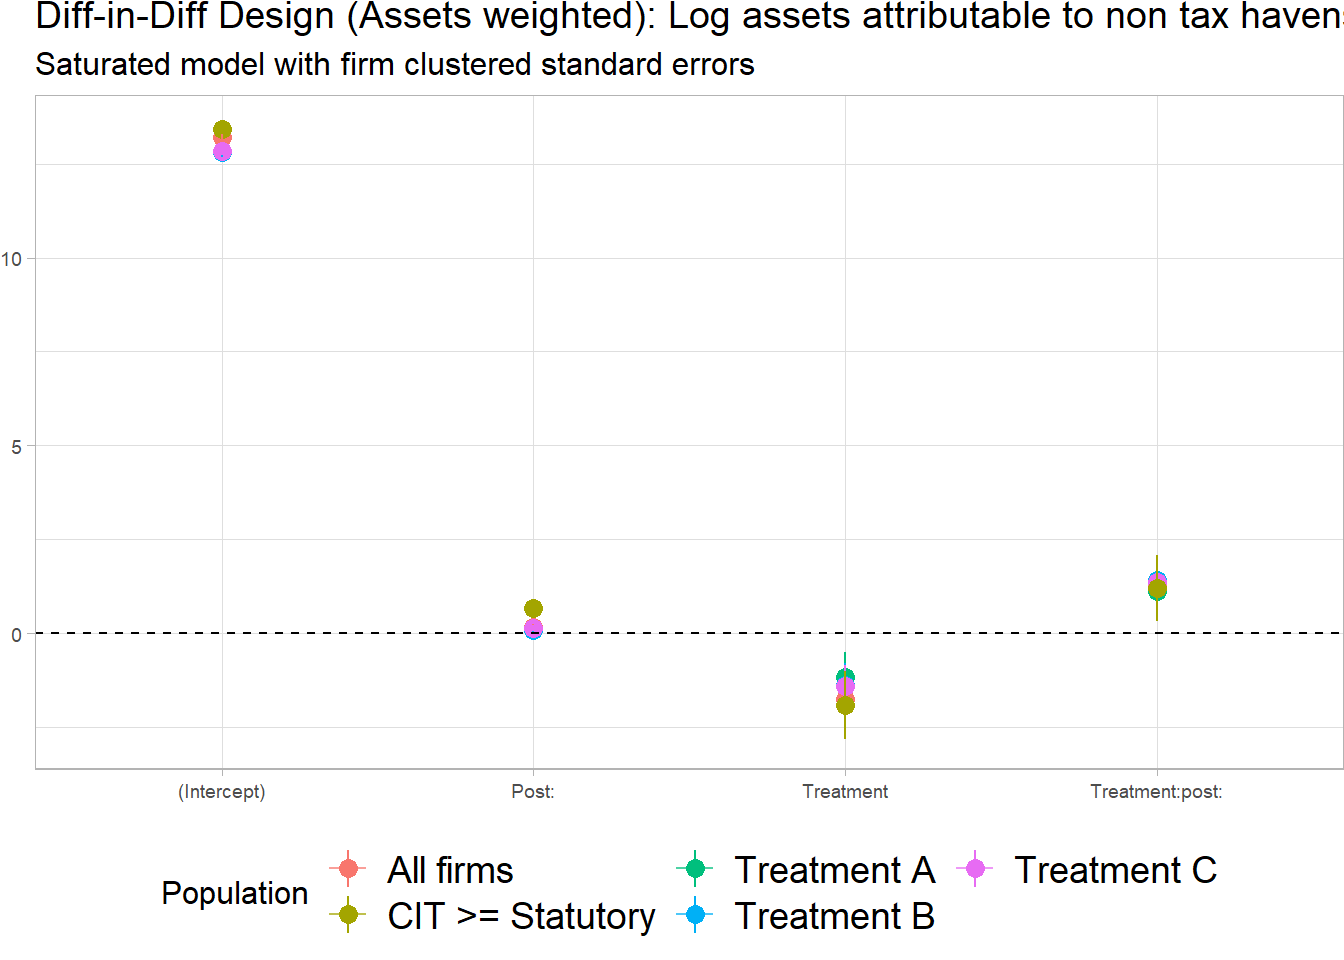 Diff-in-Diff Design (Assets weighted): Log assets attributable to non tax haven
Saturated model with firm clustered standard errors
10
5
0
(Intercept) Post: Treatment Treatment:post:
Population
All firms Treatment A Treatment C
CIT >= Statutory Treatment B